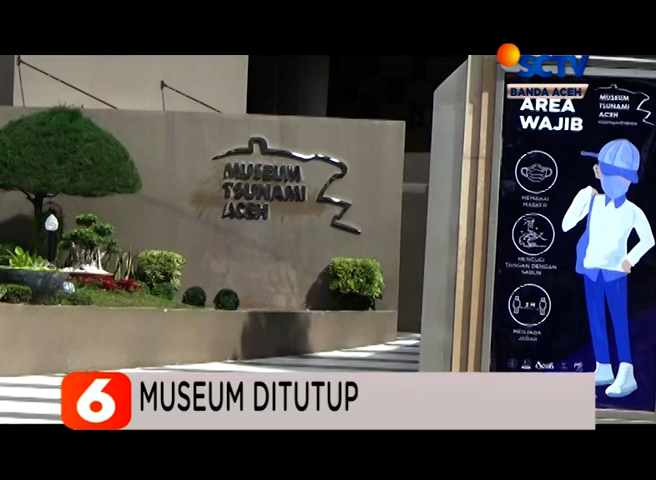 SCTV
BANDA ACEH
AREA
WAJIB
MUSEUM
TSUNAMI
ACEH
MUSEUM
TSUNAMI
ACEH
MEMAKAI
MASKER
MENCUCI
TANGAN DENGAN
SABUN
2 M
MENJAGA
JARAK
6 MUSEUM DITUTUP